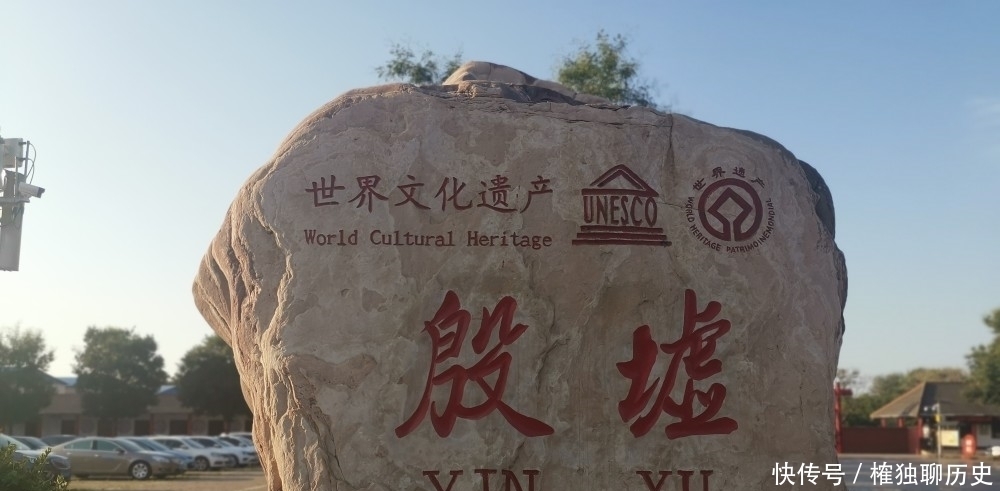 世界文化遗产
World Cultural Heritage
UNESCO
世界遗产
WORLD HERITAGE PATRIMOINE MONDIAL
殷墟
YIN XU
快传号 / 榷独聊历史